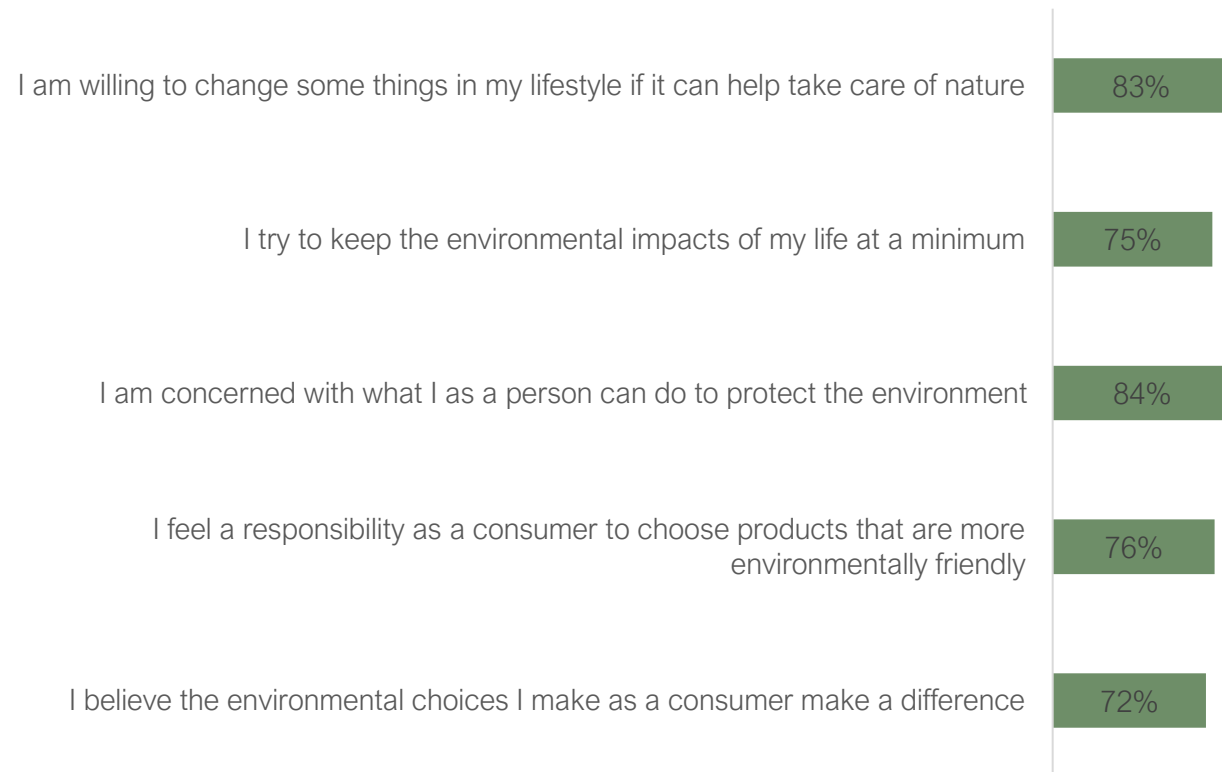 I am willing to change some things in my lifestyle if it can help take care of nature
83%
I try to keep the environmental impacts of my life at a minimum
75%
I am concerned with what I as a person can do to protect the environment
84%
I feel a responsibility as a consumer to choose products that are more
environmentally friendly
76%
I believe the environmental choices I make as a consumer make a difference
72%